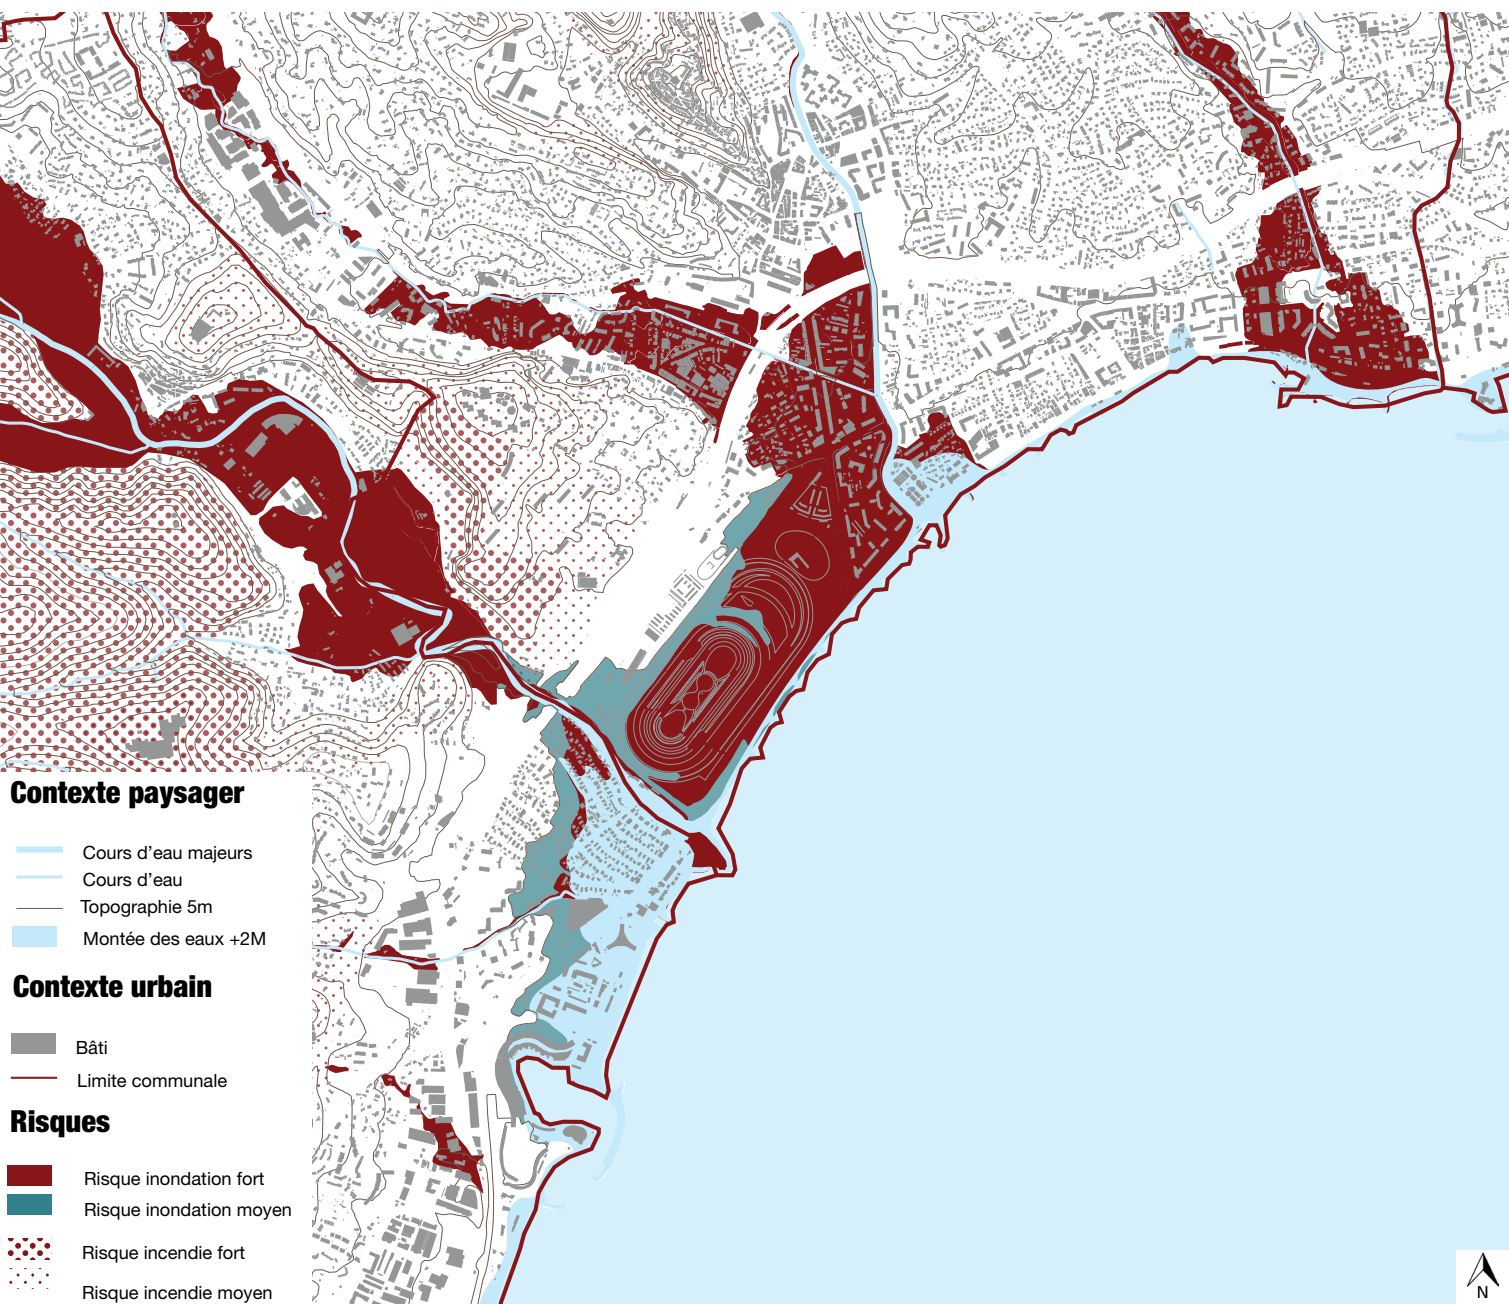 Contexte paysager
Cours d'eau majeurs
Cours d'eau
Topographie 5m
Montée des eaux +2M
Contexte urbain
Bâti
Limite communale
Risques
Risque inondation fort
Risque inondation moyen
Risque incendie fort
Risque incendie moyen
N